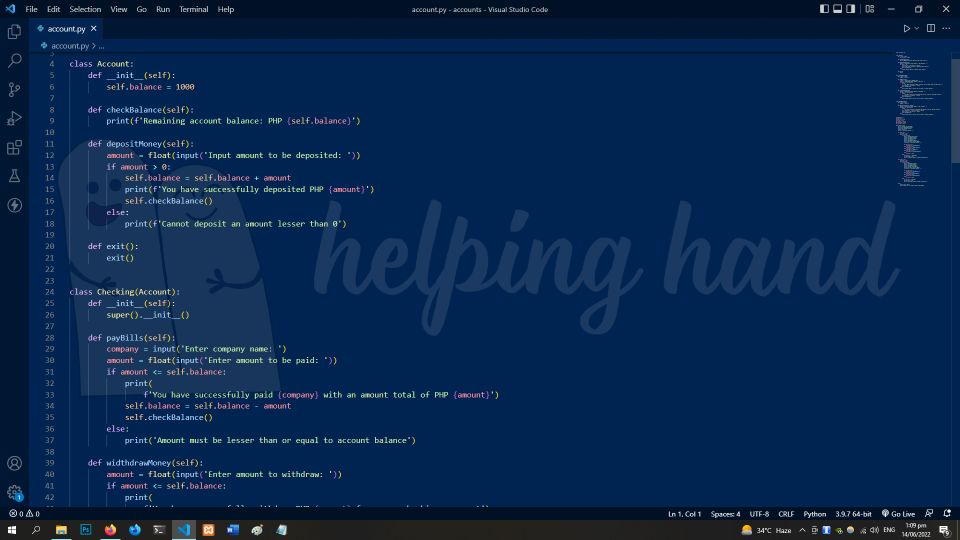 File Edit Selection View Go Run Terminal Help
account.py - accounts - Visual Studio Code
account.py
account.py > ...
4 class Account:
5 def __init__(self):
6 self.balance = 1000
7
8 def checkBalance(self):
9 print(f'Remaining account balance: PHP {self.balance}')
10
11 def depositMoney(self):
12 amount = float(input('Input amount to be deposited: '))
13 if amount > 0:
14 self.balance = self.balance + amount
15 print(f'You have successfully deposited PHP {amount}')
16 self.checkBalance()
17 else:
18 print(f'Cannot deposit an amount lesser than 0')
19
20 def exit():
21 exit()
22
23
24 class Checking(Account):
25 def __init__(self):
26 super().__init__()
27
28 def payBills(self):
29 company = input('Enter company name: ')
30 amount = float(input('Enter amount to be paid: '))
31 if amount <= self.balance:
32 print(
33 f'You have successfully paid {company} with an amount total of PHP {amount}')
34 self.balance = self.balance - amount
35 self.checkBalance()
36 else:
37 print('Amount must be lesser than or equal to account balance')
38
39 def widthdrawMoney(self):
40 amount = float(input('Enter amount to withdraw: '))
41 if amount <= self.balance:
42 print(
helping hand
0 0 Ln 1, Col 1 Spaces: 4 UTF-8 CRLF Python 3.9.7 64-bit Go Live
34°C Haze ENG 1:09 pm
14/06/2022